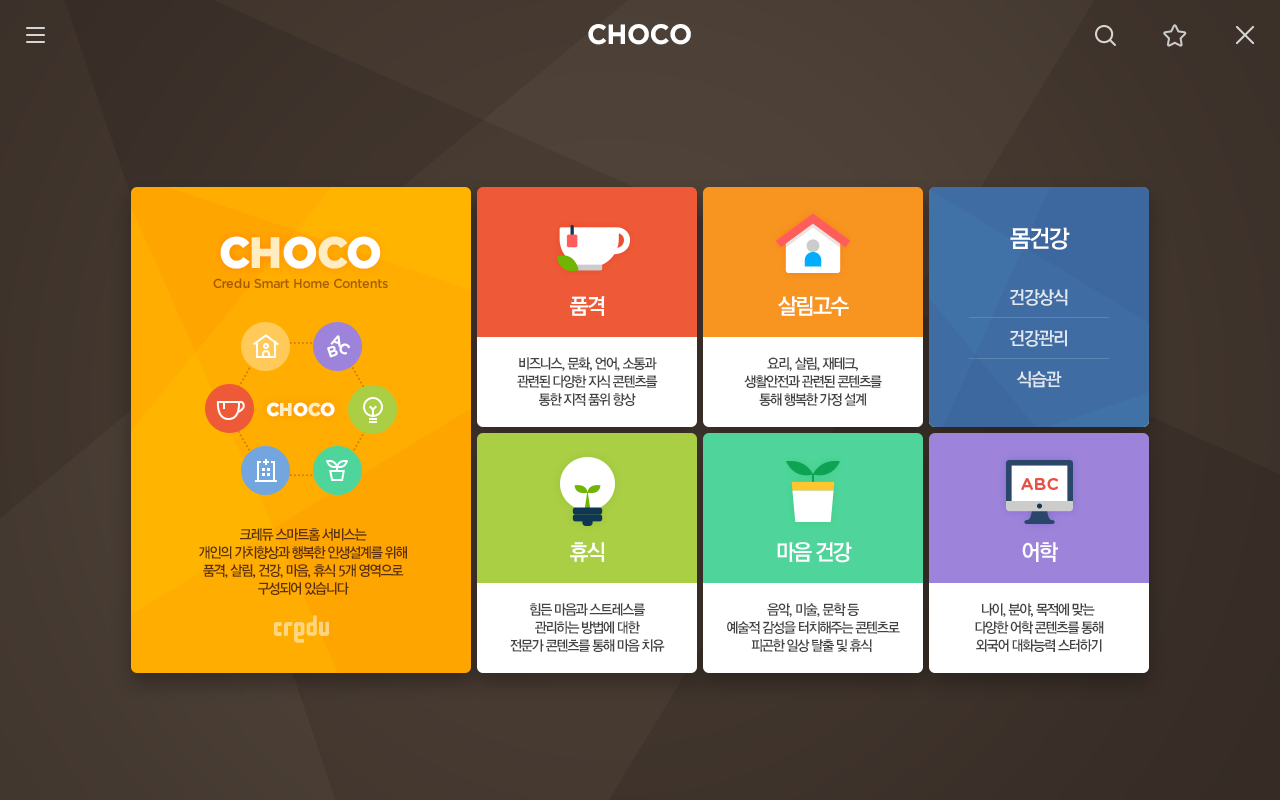 CHOCO
CHOCO
Credu Smart Home Contents
ABC
CHOCO
크레듀 스마트홈 서비스는
개인의 가치향상과 행복한 인생설계를 위해
품격, 살림, 건강, 마음, 휴식 5개 영역으로
구성되어 있습니다
credu
품격
비즈니스, 문화, 언어, 소통과
관련된 다양한 지식 콘텐츠를
통한 지적 품위 향상
살림고수
요리, 살림, 재테크,
생활안전과 관련된 콘텐츠를
통해 행복한 가정 설계
몸건강
건강상식
건강관리
식습관
휴식
힘든 마음과 스트레스를
관리하는 방법에 대한
전문가 콘텐츠를 통해 마음 치유
마음 건강
음악, 미술, 문학 등
예술적 감성을 터치해주는 콘텐츠로
피곤한 일상 탈출 및 휴식
ABC
어학
나이, 분야, 목적에 맞는
다양한 어학 콘텐츠를 통해
외국어 대화능력 스터하기